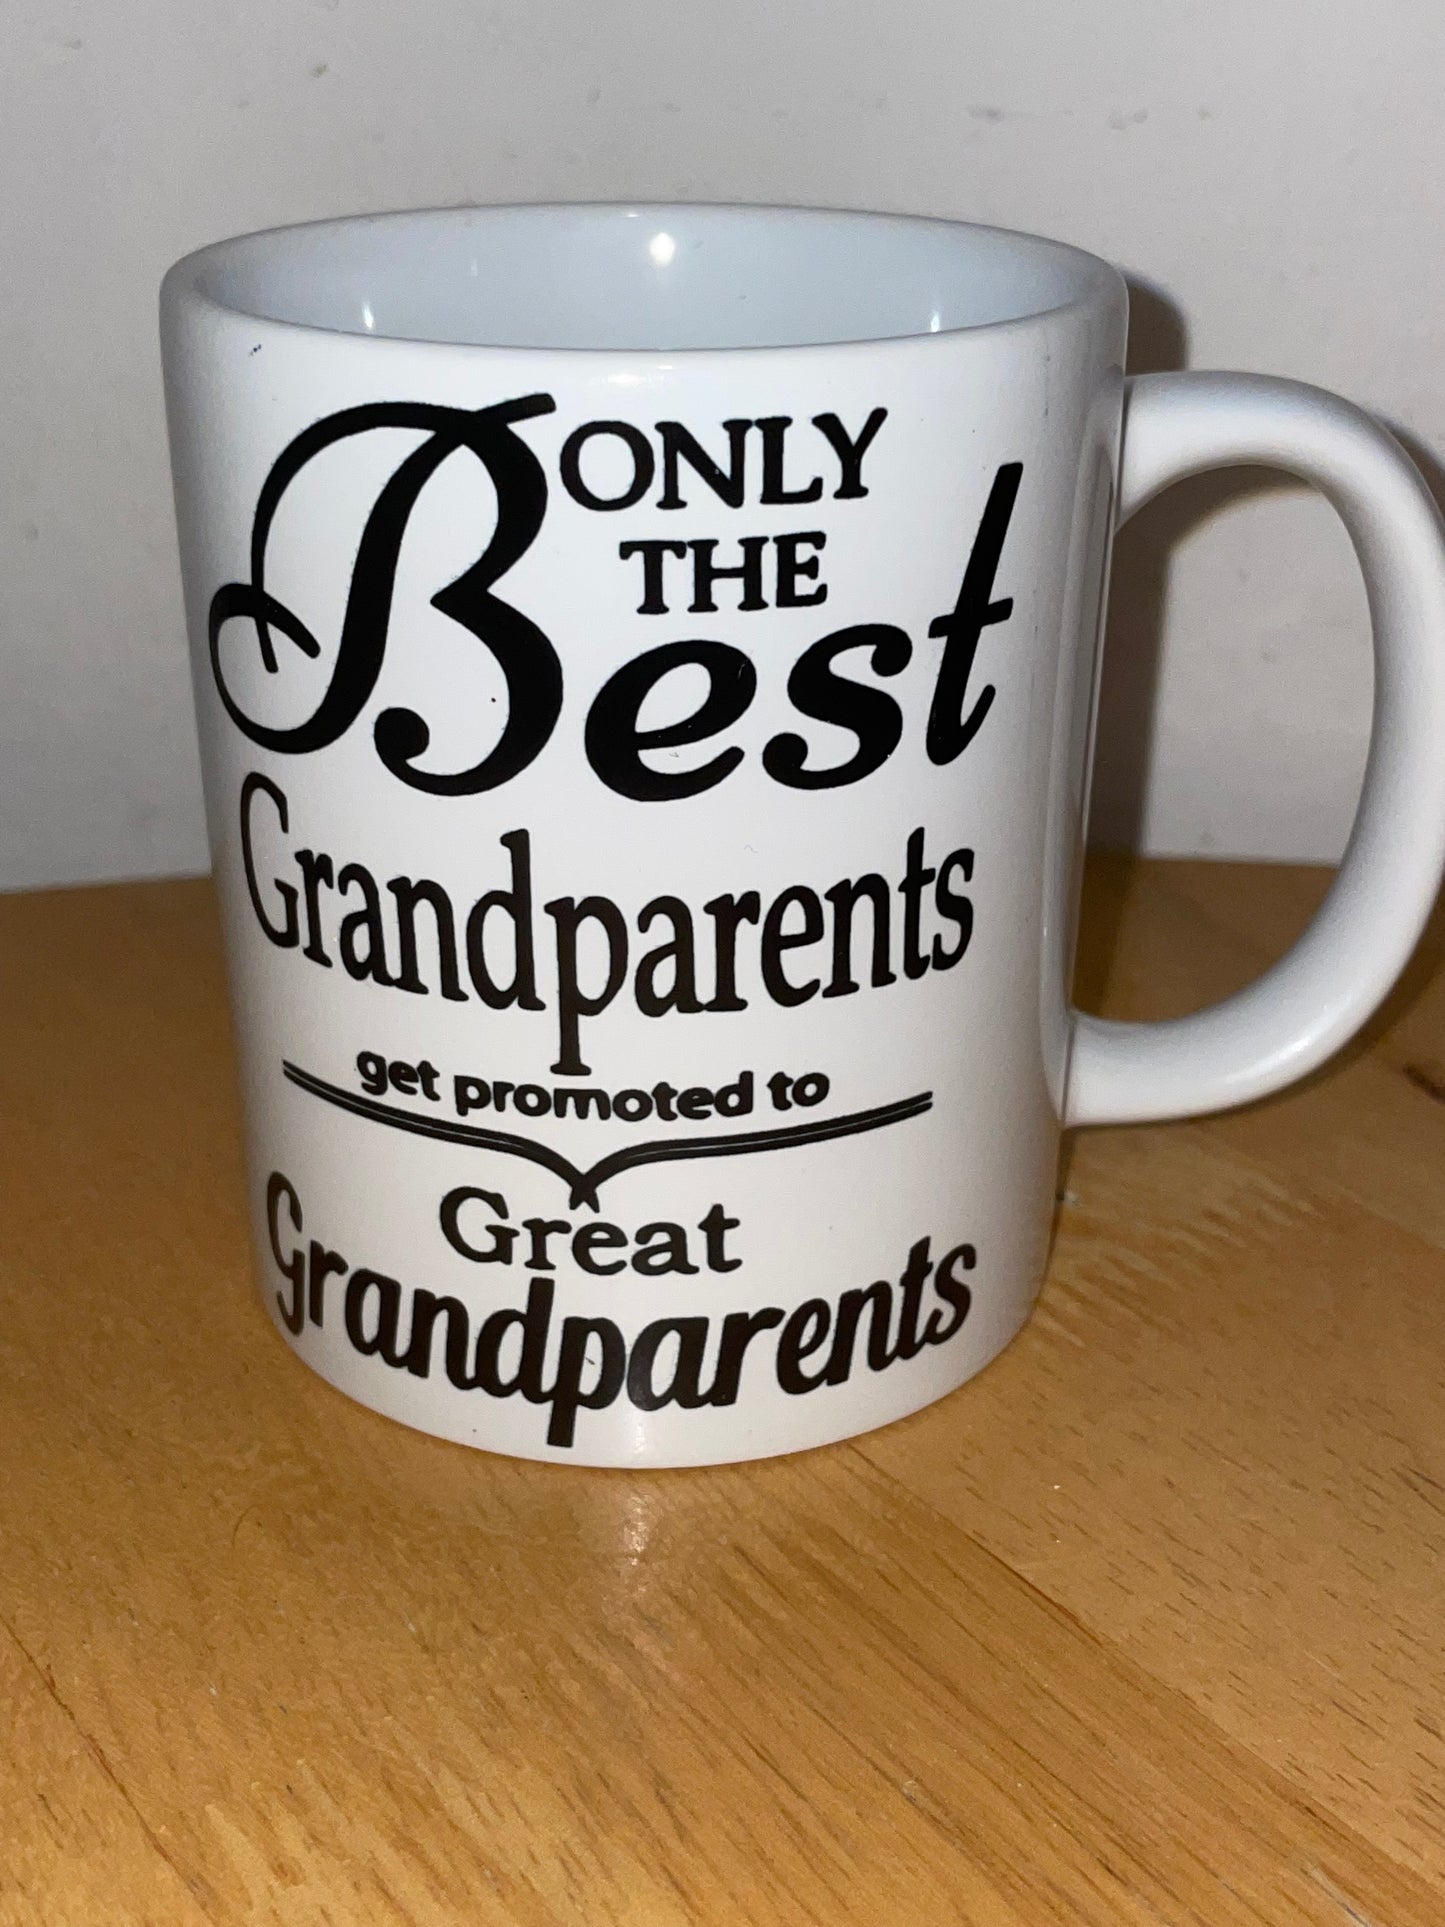 ONLY
THE
Best
Grandparents
get promoted to
Great
Grandparents